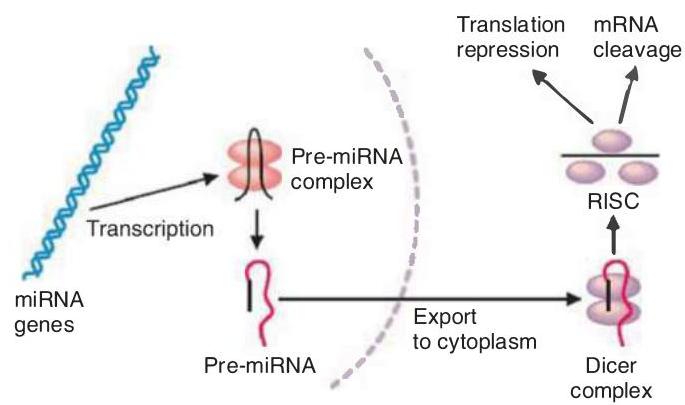 Translation
repression
mRNA
cleavage
Pre-miRNA
complex
RISC
Transcription
miRNA
genes
Export
to cytoplasm
Pre-miRNA
Dicer
complex